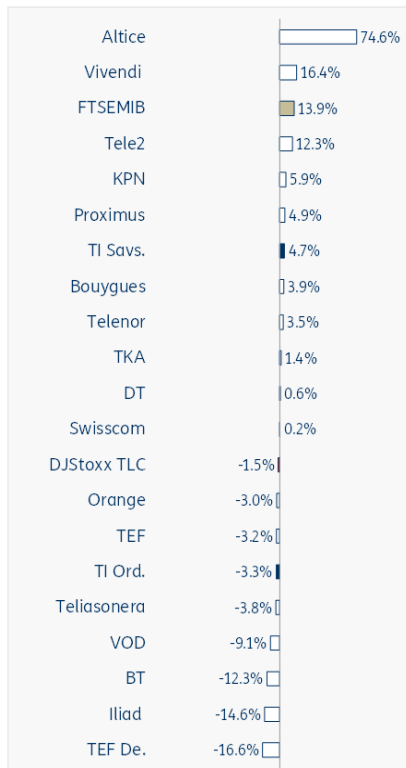 Altice 74.6%
Vivendi 16.4%
FTSEMIB 13.9%
Tele2 12.3%
KPN 5.9%
Proximus 4.9%
TI Savs. 4.7%
Bouygues 3.9%
Telenor 3.5%
TKA 1.4%
DT 0.6%
Swisscom 0.2%
DJStoxx TLC -1.5%
Orange -3.0%
TEF -3.2%
TI Ord. -3.3%
Teliasonera -3.8%
VOD -9.1%
BT -12.3%
Iliad -14.6%
TEF De. -16.6%